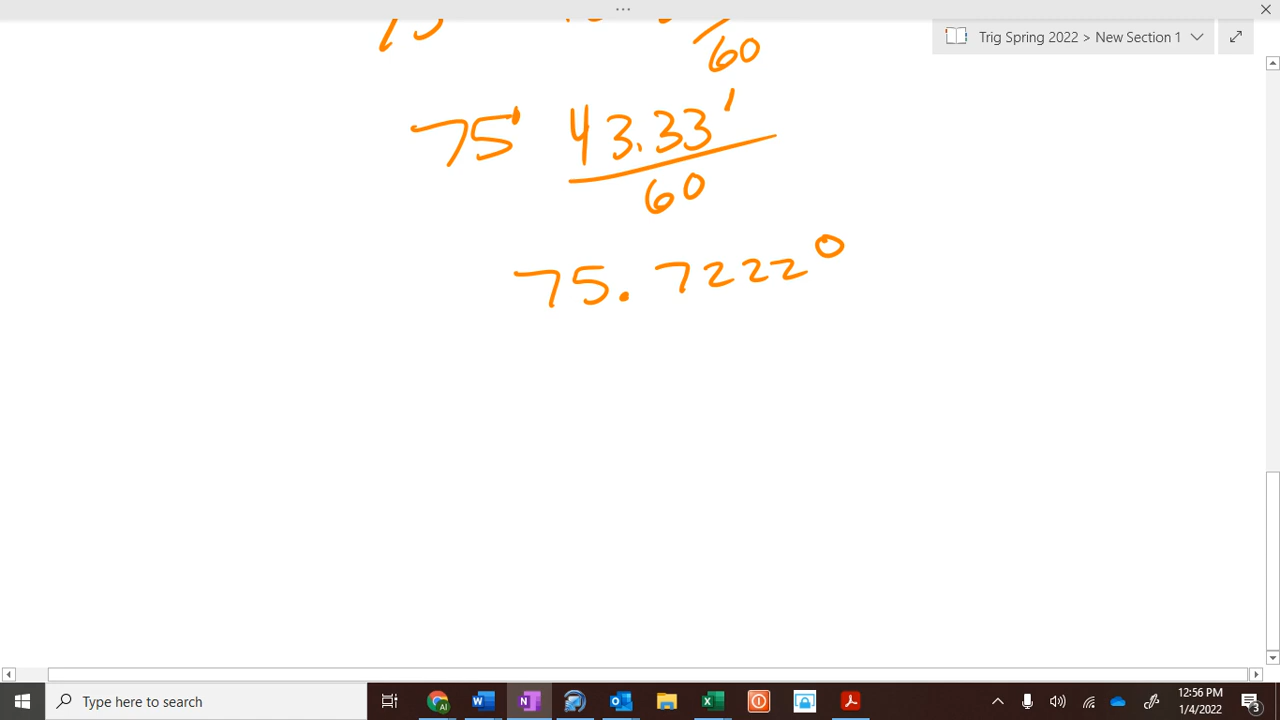 ...
Trig Spring 2022 > New Section 1
60
75' 43.33'
60
75.7222°
Type here to search
12:56 PM
1/4/2022
3